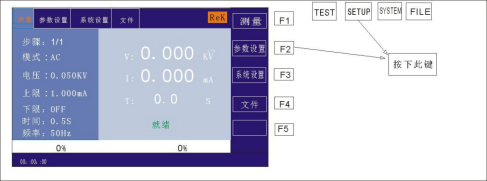 测量 参数设置 系统设置 文件 ReK
步骤：1/1
模式：AC
电压：0.050KV
上限：1.000mA
下限：OFF
时间：0.5S
频率：50Hz
V: 0.000 kV
I: 0.000 mA
T: 0.0 S
就绪
0% 0%
00:00:00
测量 F1
参数设置 F2
系统设置 F3
文件 F4
F5
TEST SETUP SYSTEM FILE
按下此键